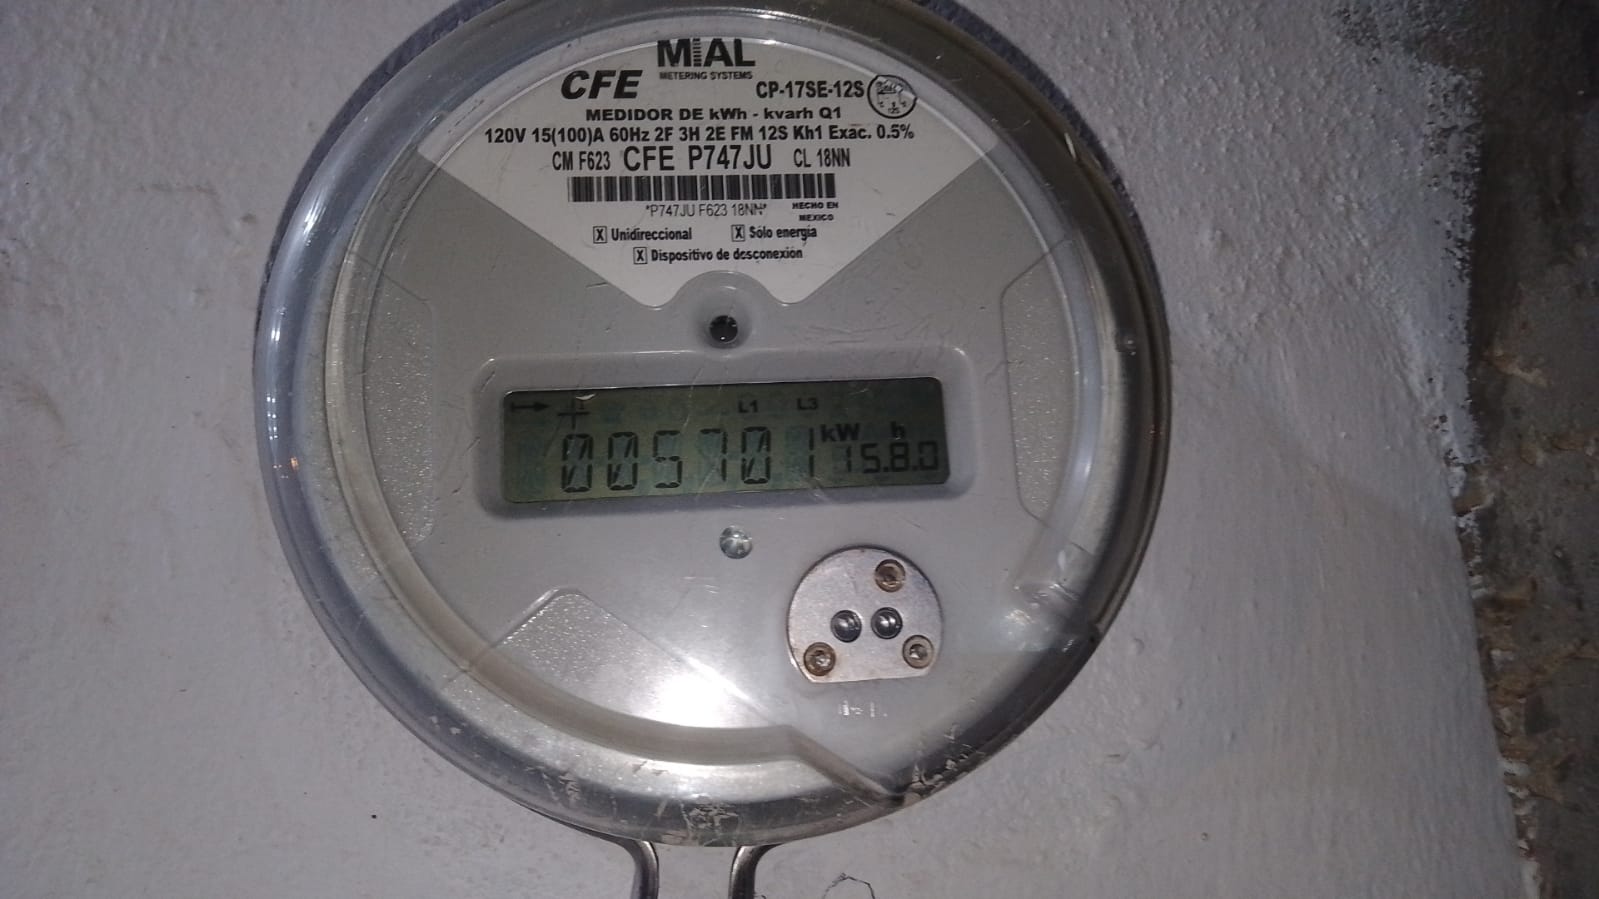 MIAL
METERING SYSTEMS
CFE CP-17SE-12S
MEDIDOR DE kWh - kvarh Q1
120V 15(100)A 60Hz 2F 3H 2E FM 12S Kh1 Exac. 0.5%
CM F623 CFE P747JU CL 18NN
*P747JU F623 18NN* HECHO EN MEXICO
X Unidireccional X Sólo energía
X Dispositivo de desconexión
L1 L3
005701 kW h 15.8.0